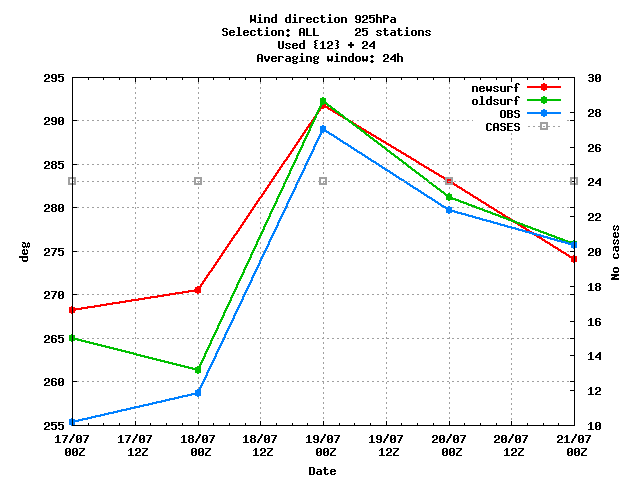 Wind direction 925hPa
Selection: ALL 25 stations
Used {12} + 24
Averaging window: 24h
295
290
285
280
275
270
265
260
255
deg
30
28
26
24
22
20
18
16
14
12
10
No cases
newsurf
oldsurf
OBS
CASES
17/07 17/07 18/07 18/07 19/07 19/07 20/07 20/07 21/07
00Z 12Z 00Z 12Z 00Z 12Z 00Z 12Z 00Z
Date